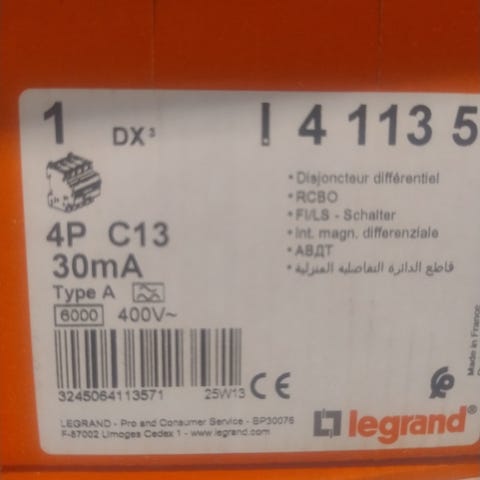 1 DX³ ! 4 113 5
• Disjoncteur différentiel
• RCBO
• FI/LS - Schalter
• Int. magn. differenziale
• АВДТ
• قاطع الدائرة التفاضلية المنزلية
4P C13
30mA
Type A
6000 400V~
3245064113571 25W13 CE
LEGRAND - Pro and Consumer Service - BP30076
F-87002 Limoges Cedex 1 - www.legrand.com
legrand®
Made in France